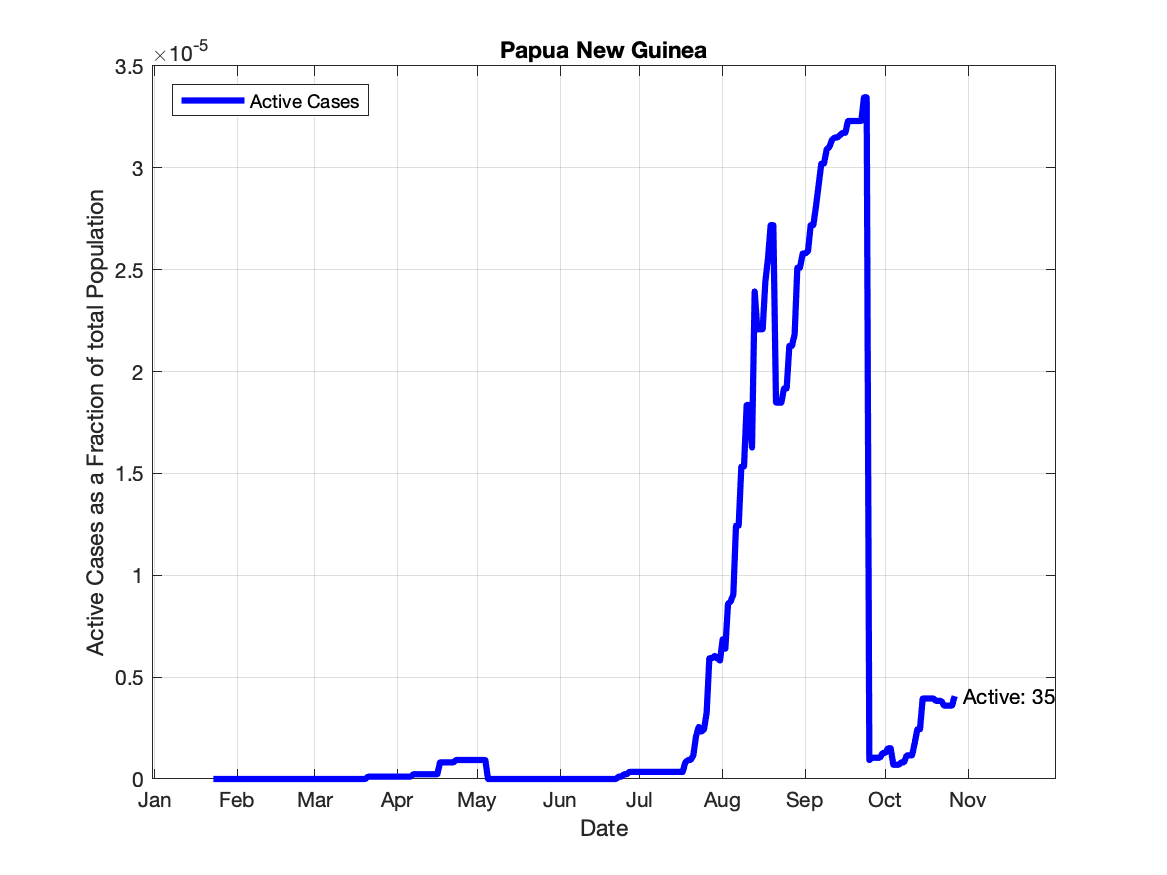 Papua New Guinea
×10-5
3.5
3
2.5
2
1.5
1
0.5
0
Active Cases as a Fraction of total Population
Active Cases
Active: 35
Jan Feb Mar Apr May Jun Jul Aug Sep Oct Nov
Date